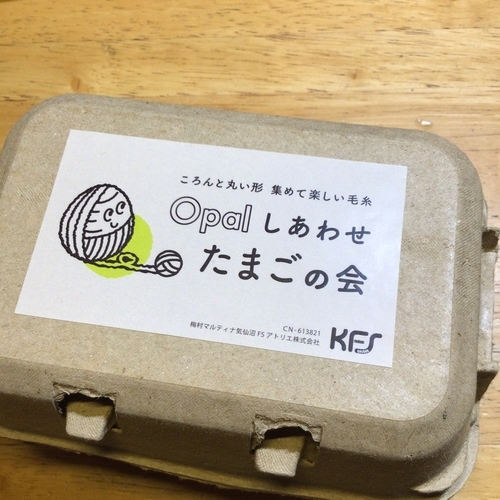 ころんと丸い形 集めて楽しい毛糸
Opal しあわせ
たまごの会
CN-613821
梅村マルティナ気仙沼FSアトリエ株式会社
KFS